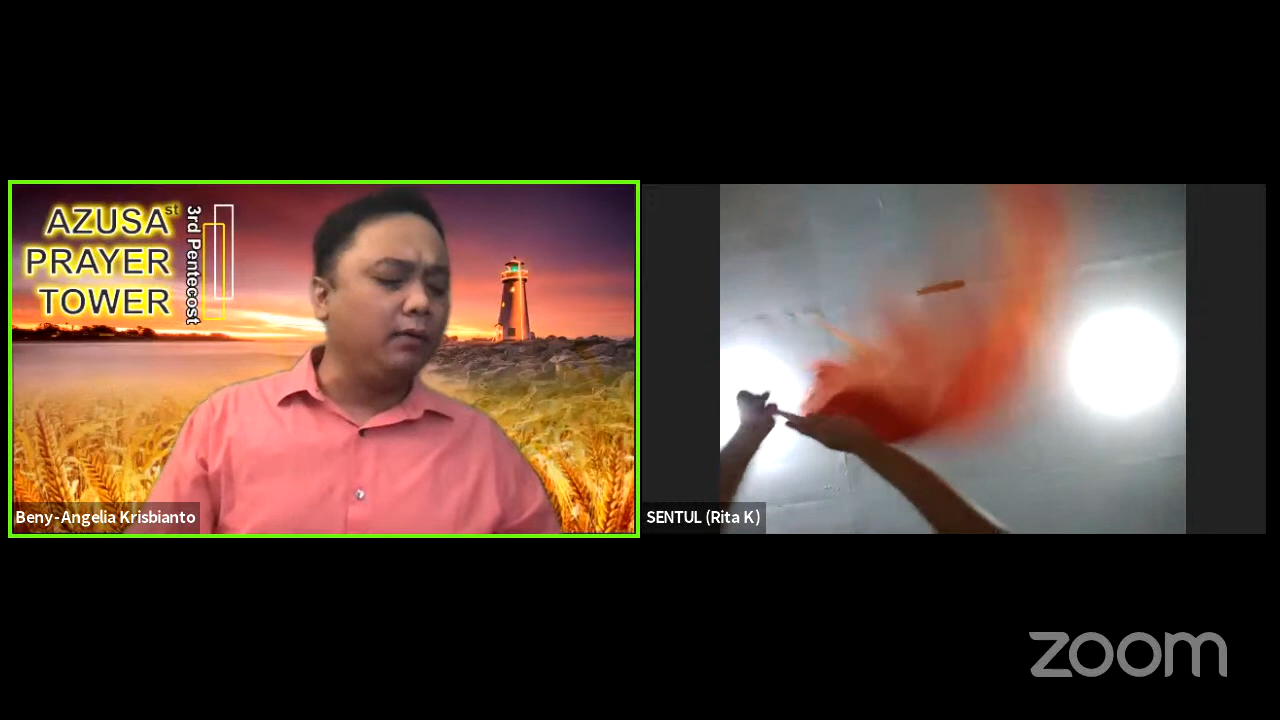 AZUSA st
PRAYER
TOWER
3rd Pentecost
Beny-Angelia Krisbianto
SENTUL (Rita K)
zoom